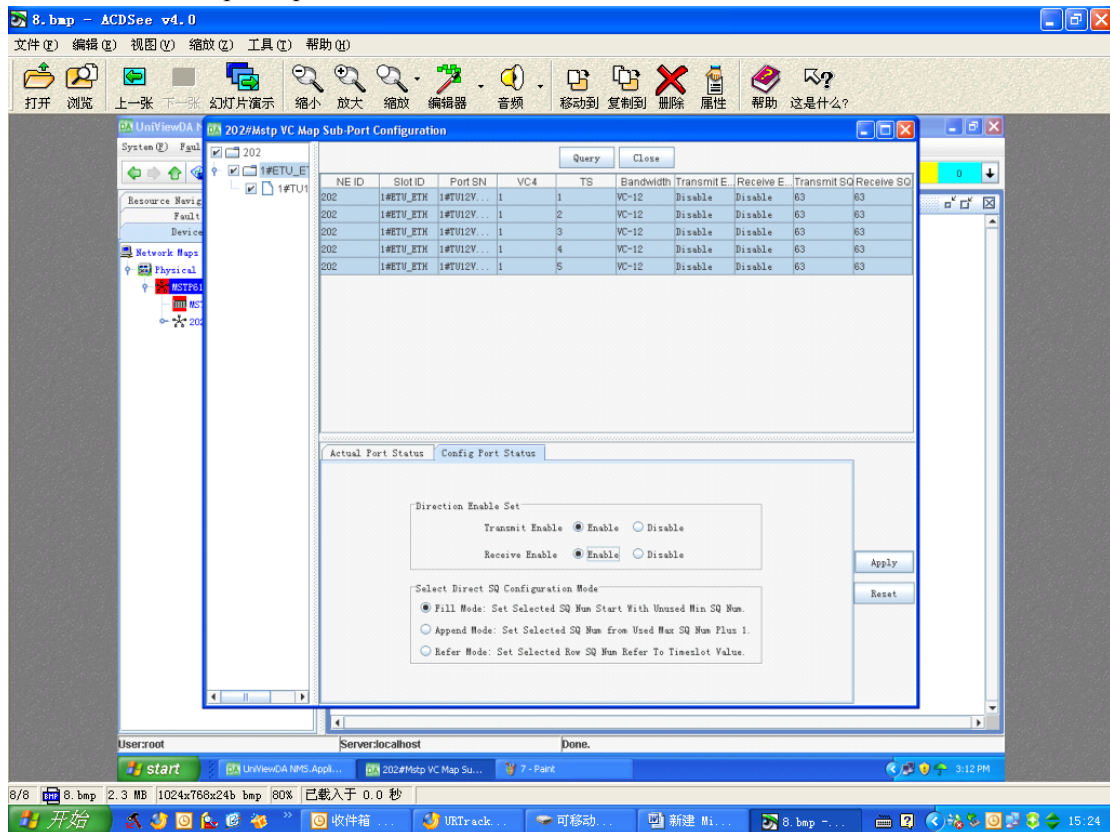 8.bmp - ACDSee v4.0
文件(F) 编辑(E) 视图(V) 缩放(Z) 工具(T) 帮助(H)
打开 浏览 上一张 下一张 幻灯片演示 缩小 放大 缩放 编辑器 音频 移动到 复制到 删除 属性 帮助 这是什么?
UniViewDA N
202#Mstp VC Map Sub-Port Configuration
System(F) Faul
202
1#ETU_E
1#TU1
Query Close
0
Resource Navig
Fault
Device
Network Maps
Physical
MSTP61
MS
202
NE ID Slot ID Port SN VC4 TS Bandwidth Transmit E... Receive E... Transmit SQ Receive SQ
202 1#ETU_ETH 1#TU12V... 1 1 VC-12 Disable Disable 63 63
202 1#ETU_ETH 1#TU12V... 1 2 VC-12 Disable Disable 63 63
202 1#ETU_ETH 1#TU12V... 1 3 VC-12 Disable Disable 63 63
202 1#ETU_ETH 1#TU12V... 1 4 VC-12 Disable Disable 63 63
202 1#ETU_ETH 1#TU12V... 1 5 VC-12 Disable Disable 63 63
Actual Port Status Config Port Status
Direction Enable Set
Transmit Enable Enable Disable
Receive Enable Enable Disable
Apply
Select Direct SQ Configuration Mode
Reset
Fill Mode: Set Selected SQ Num Start With Unused Min SQ Num.
Append Mode: Set Selected SQ Num from Used Max SQ Num Plus 1.
Refer Mode: Set Selected Row SQ Num Refer To Timeslot Value.
User:root Server:localhost Done.
start UniViewDA NMS.Appli... 202#Mstp VC Map Su... 7 - Paint 3:12 PM
8/8 8.bmp 2.3 MB 1024x768x24b bmp 80% 已载入于 0.0 秒
开始 收件箱 ... URTrack... 可移动... 新建 Mi... 8.bmp -... 15:24